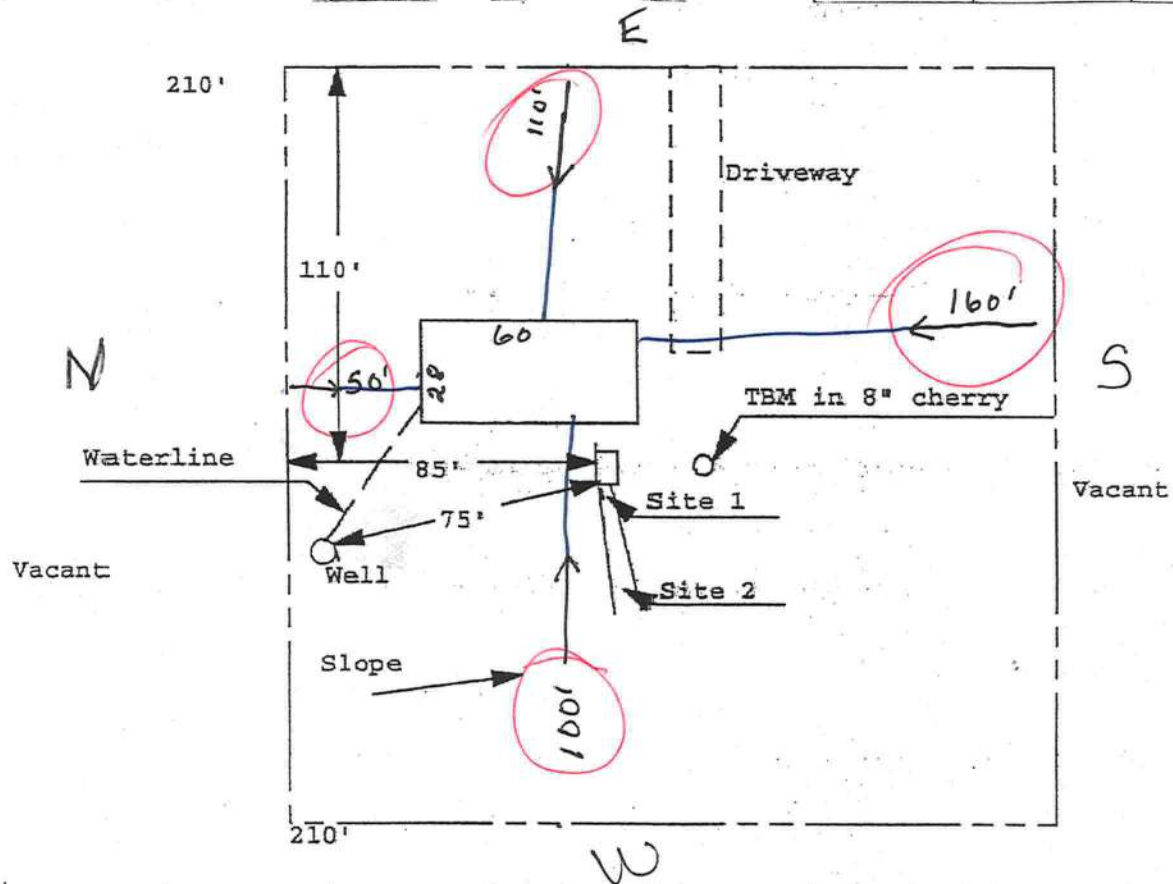 E
210'
110'
Driveway
110'
60
160'
N
50'
28
S
TBM in 8" cherry
Waterline
85'
Vacant
75'
Site 1
Well
Vacant
Site 2
Slope
100'
210'
W